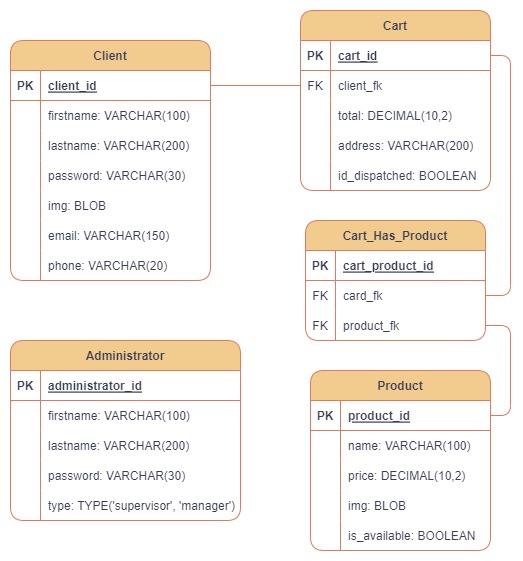 Client
PK client_id
firstname: VARCHAR(100)
lastname: VARCHAR(200)
password: VARCHAR(30)
img: BLOB
email: VARCHAR(150)
phone: VARCHAR(20)
Cart
PK cart_id
FK client_fk
total: DECIMAL(10,2)
address: VARCHAR(200)
id_dispatched: BOOLEAN
Cart_Has_Product
PK cart_product_id
FK card_fk
FK product_fk
Administrator
PK administrator_id
firstname: VARCHAR(100)
lastname: VARCHAR(200)
password: VARCHAR(30)
type: TYPE('supervisor', 'manager')
Product
PK product_id
name: VARCHAR(100)
price: DECIMAL(10,2)
img: BLOB
is_available: BOOLEAN